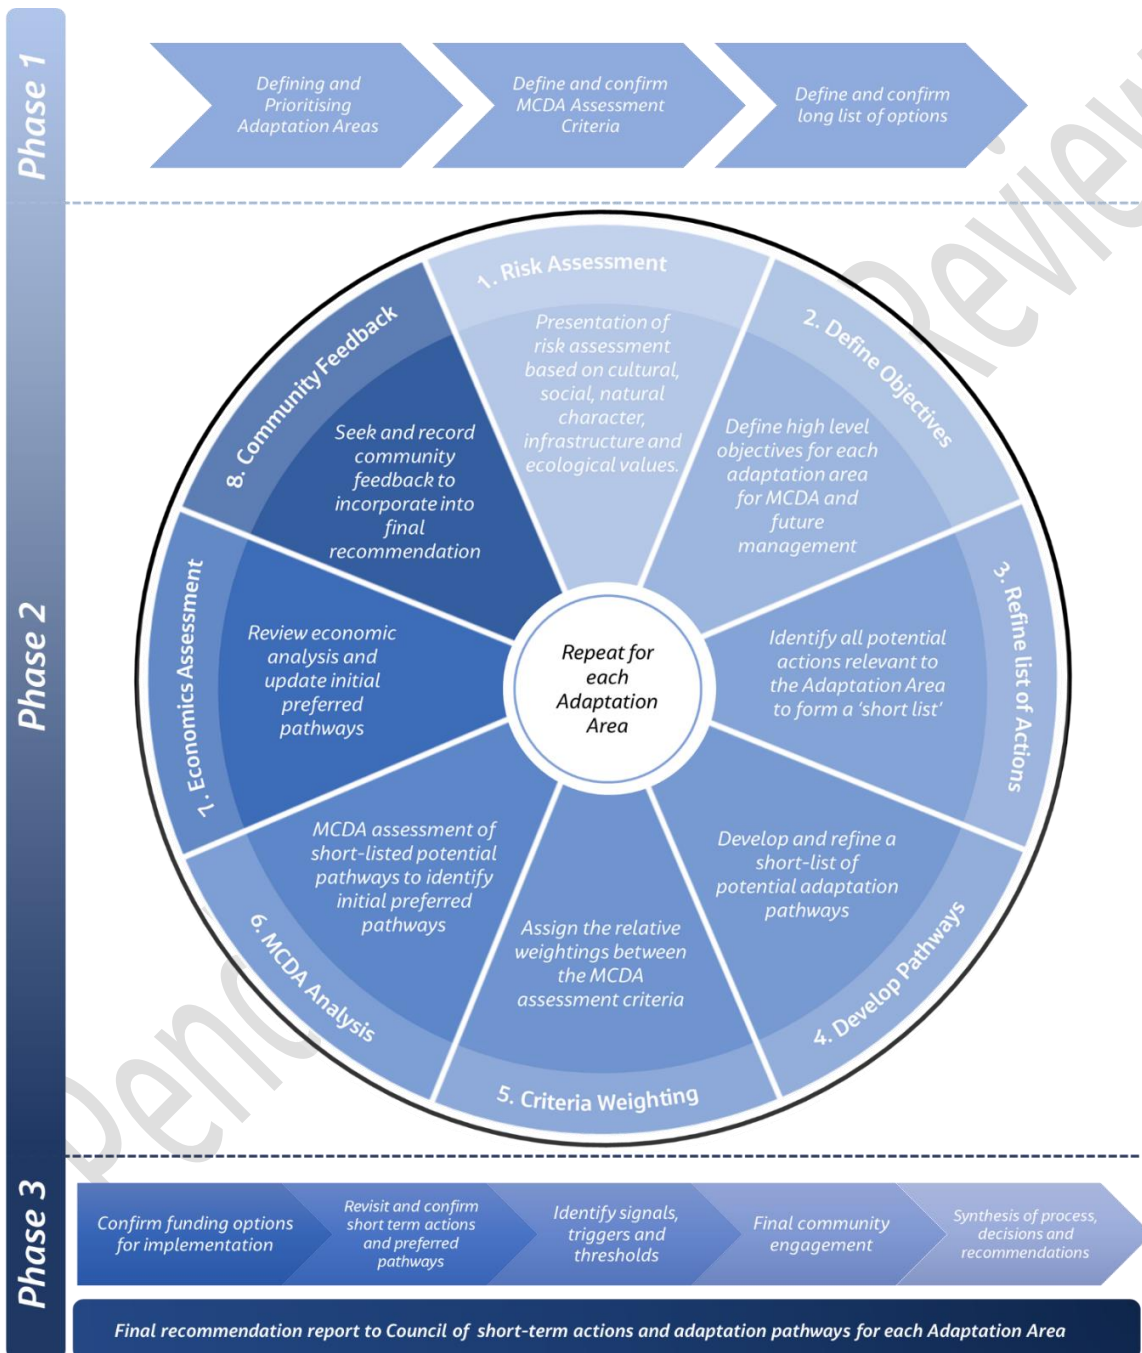 Phase 1
Defining and
Prioritising
Adaptation Areas
Define and confirm
MCDA Assessment
Criteria
Define and confirm
long list of options
Phase 2
1. Risk Assessment
Presentation of
risk assessment
based on cultural,
social, natural
character,
infrastructure and
ecological values.
2. Define Objectives
Define high level
objectives for each
adaptation area
for MCDA and
future
management
3. Refine list of Actions
Identify all potential
actions relevant to
the Adaptation Area
to form a ‘short list’
4. Develop Pathways
Develop and refine a
short-list of
potential adaptation
pathways
5. Criteria Weighting
Assign the relative
weightings between
the MCDA
assessment criteria
6. MCDA Analysis
MCDA assessment of
short-listed potential
pathways to identify
initial preferred
pathways
7. Economics Assessment
Review economic
analysis and
update initial
preferred
pathways
8. Community Feedback
Seek and record
community
feedback to
incorporate into
final
recommendation
Repeat for
each
Adaptation
Area
Phase 3
Confirm funding options
for implementation
Revisit and confirm
short term actions
and preferred
pathways
Identify signals,
triggers and
thresholds
Final community
engagement
Synthesis of process,
decisions and
recommendations
Final recommendation report to Council of short-term actions and adaptation pathways for each Adaptation Area
Review